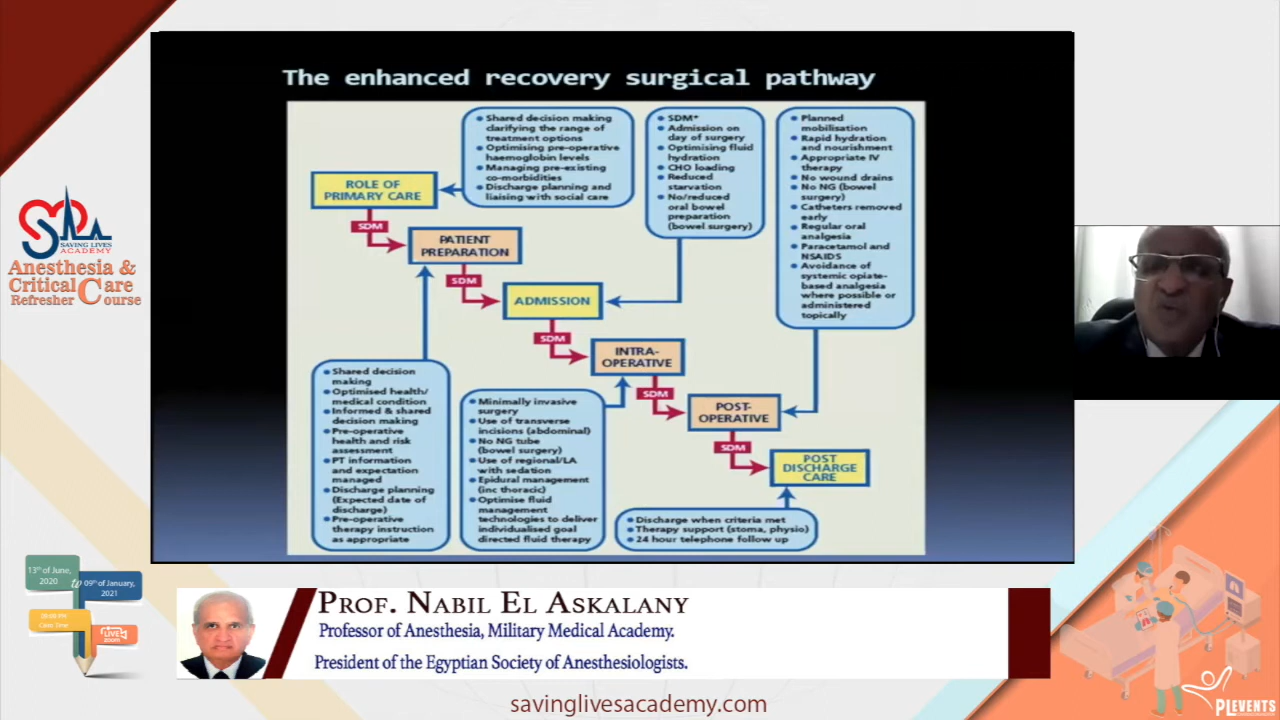 The enhanced recovery surgical pathway
Shared decision making
clarifying the range of
treatment options
Optimising pre-operative
haemoglobin levels
Managing pre-existing
co-morbidities
Discharge planning and
liaising with social care
SDM*
Admission on
day of surgery
Optimising fluid
hydration
CHO loading
Reduced
starvation
No/reduced
oral bowel
preparation
(bowel surgery)
Planned
mobilisation
Rapid hydration
and nourishment
Appropriate IV
therapy
No wound drains
No NG (bowel
surgery)
Catheters removed
early
Regular oral
analgesia
Paracetamol and
NSAIDS
Avoidance of
systemic opiate-
based analgesia
where possible or
administered
topically
ROLE OF
PRIMARY CARE
SDM
PATIENT
PREPARATION
SDM
ADMISSION
SDM
INTRA-
OPERATIVE
SDM
POST-
OPERATIVE
SDM
POST
DISCHARGE
CARE
Shared decision
making
Optimised health/
medical condition
Informed & shared
decision making
Pre-operative
health and risk
assessment
PT information
and expectation
managed
Discharge planning
(Expected date of
discharge)
Pre-operative
therapy instruction
as appropriate
Minimally invasive
surgery
Use of transverse
incisions (abdominal)
No NG tube
(bowel surgery)
Use of regional/LA
with sedation
Epidural management
(inc thoracic)
Optimise fluid
management
technologies to deliver
individualised goal
directed fluid therapy
Discharge when criteria met
Therapy support (stoma, physio)
24 hour telephone follow up
SAVING LIVES
ACADEMY
Anesthesia &
Critical Care
Refresher Course
13th of June,
2020
to
09th of January,
2021
Cairo Time
LIVE
ZOOM
PROF. NABIL EL ASKALANY
Professor of Anesthesia, Military Medical Academy.
President of the Egyptian Society of Anesthesiologists.
savinglivesacademy.com
PLEVENTS